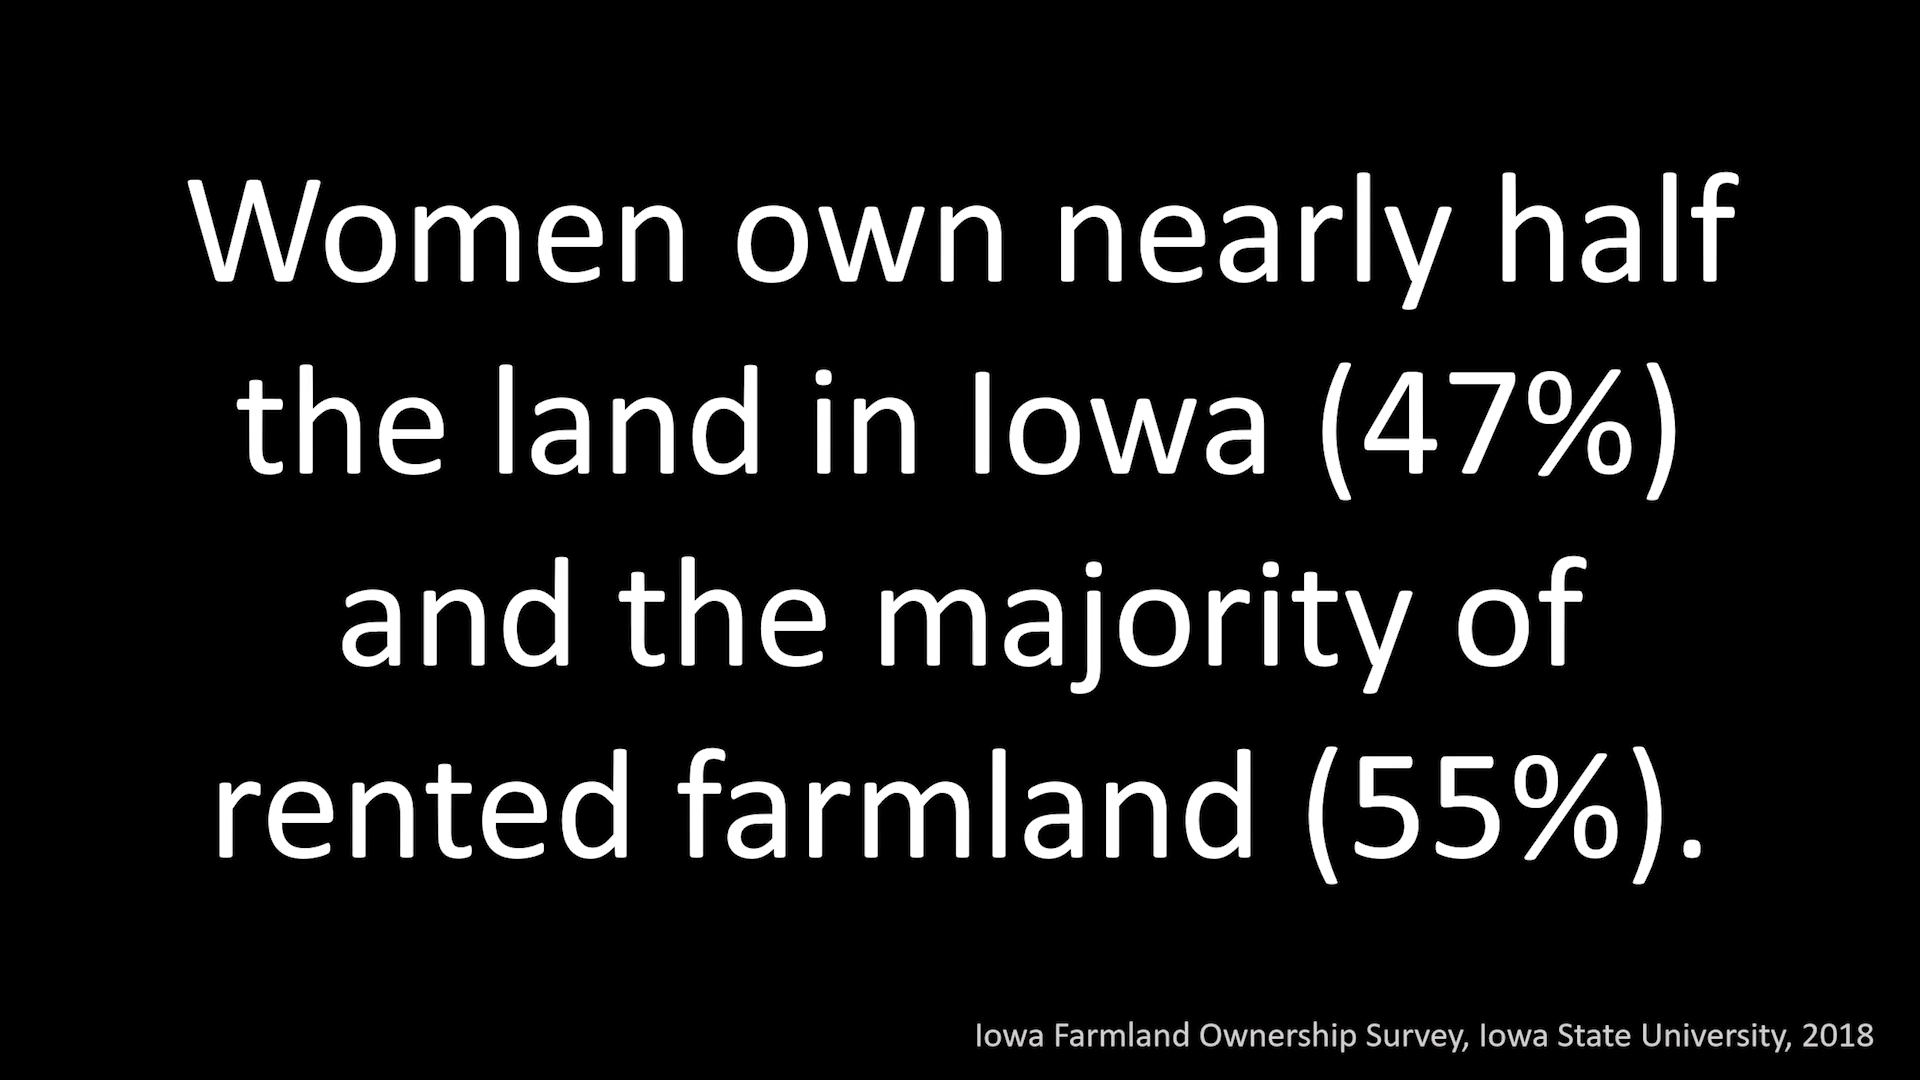 Women own nearly half
the land in Iowa (47%)
and the majority of
rented farmland (55%).
Iowa Farmland Ownership Survey, Iowa State University, 2018